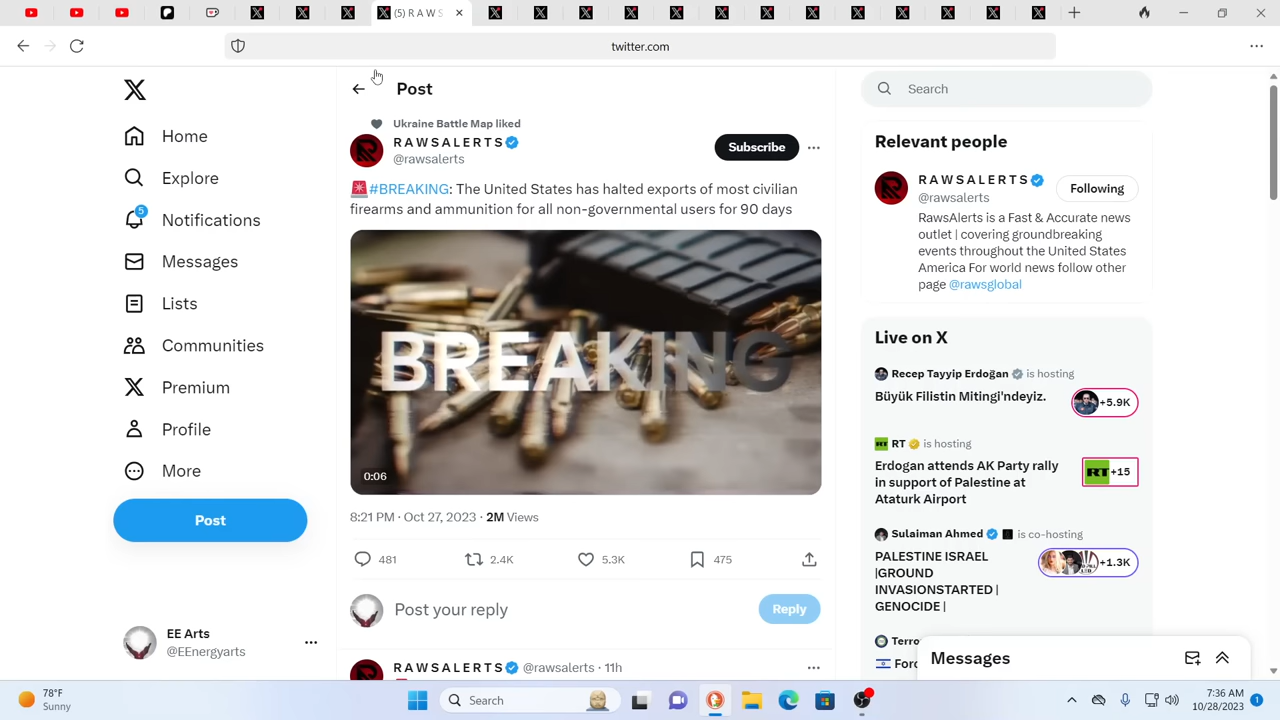 (5) R A W S
twitter.com
Post
Search
Home
Explore
5
Notifications
Messages
Lists
Communities
Premium
Profile
More
Post
EE Arts
@EEnergyarts
Ukraine Battle Map liked
R A W S A L E R T S
@rawsalerts
Subscribe
🚨#BREAKING: The United States has halted exports of most civilian
firearms and ammunition for all non-governmental users for 90 days
BREAKING
0:06
8:21 PM · Oct 27, 2023 · 2M Views
481 2.4K 5.3K 475
Post your reply
Reply
R A W S A L E R T S @rawsalerts · 11h
Relevant people
R A W S A L E R T S
@rawsalerts
Following
RawsAlerts is a Fast & Accurate news
outlet | covering groundbreaking
events throughout the United States
America For world news follow other
page @rawsglobal
Live on X
Recep Tayyip Erdoğan is hosting
Büyük Filistin Mitingi'ndeyiz.
+5.9K
RT is hosting
Erdogan attends AK Party rally
in support of Palestine at
Ataturk Airport
RT +15
Sulaiman Ahmed is co-hosting
PALESTINE ISRAEL
|GROUND
INVASIONSTARTED |
GENOCIDE |
+1.3K
Messages
78°F
Sunny
Search
7:36 AM
10/28/2023
1